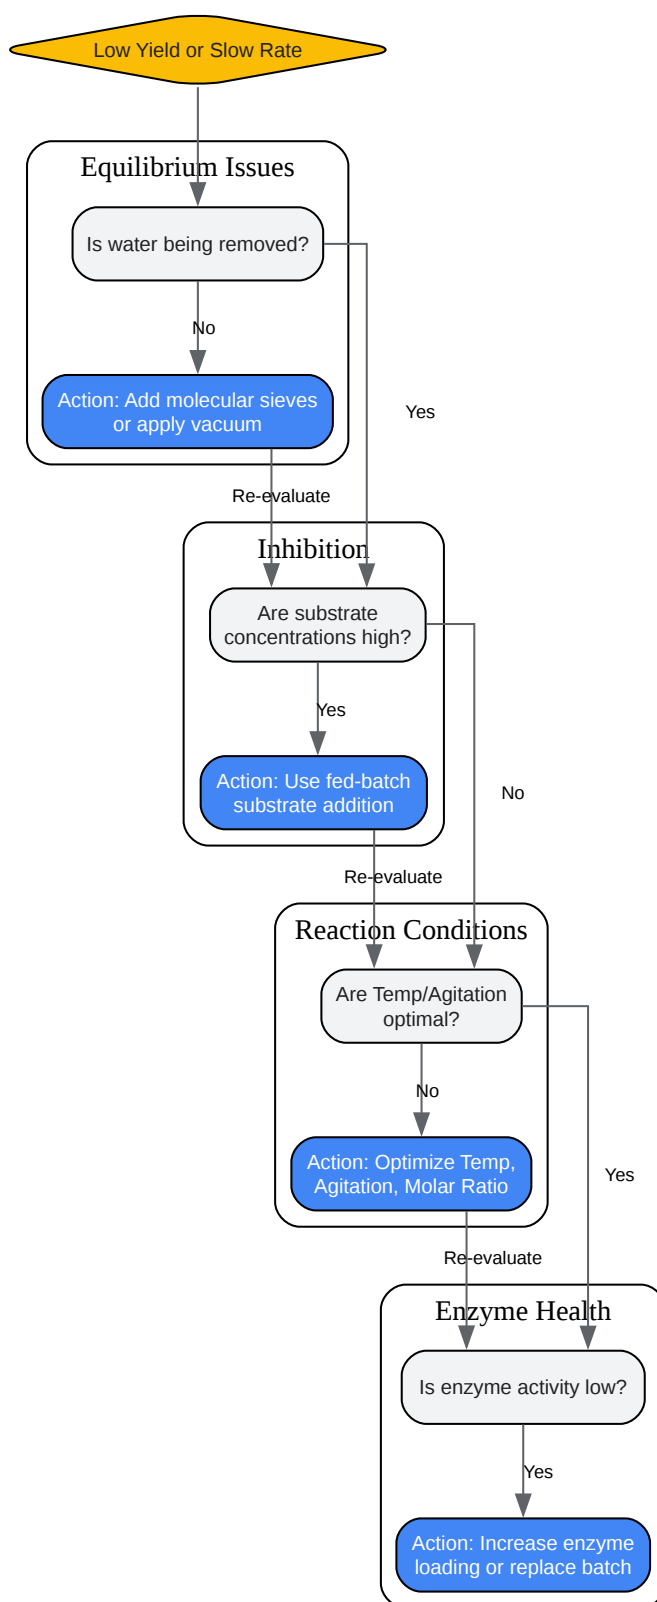 Low Yield or Slow Rate
Equilibrium Issues
Is water being removed?
No
Action: Add molecular sieves
or apply vacuum
Yes
Re-evaluate
Inhibition
Are substrate
concentrations high?
Yes
Action: Use fed-batch
substrate addition
No
Re-evaluate
Reaction Conditions
Are Temp/Agitation
optimal?
No
Action: Optimize Temp,
Agitation, Molar Ratio
Yes
Re-evaluate
Enzyme Health
Is enzyme activity low?
Yes
Action: Increase enzyme
loading or replace batch